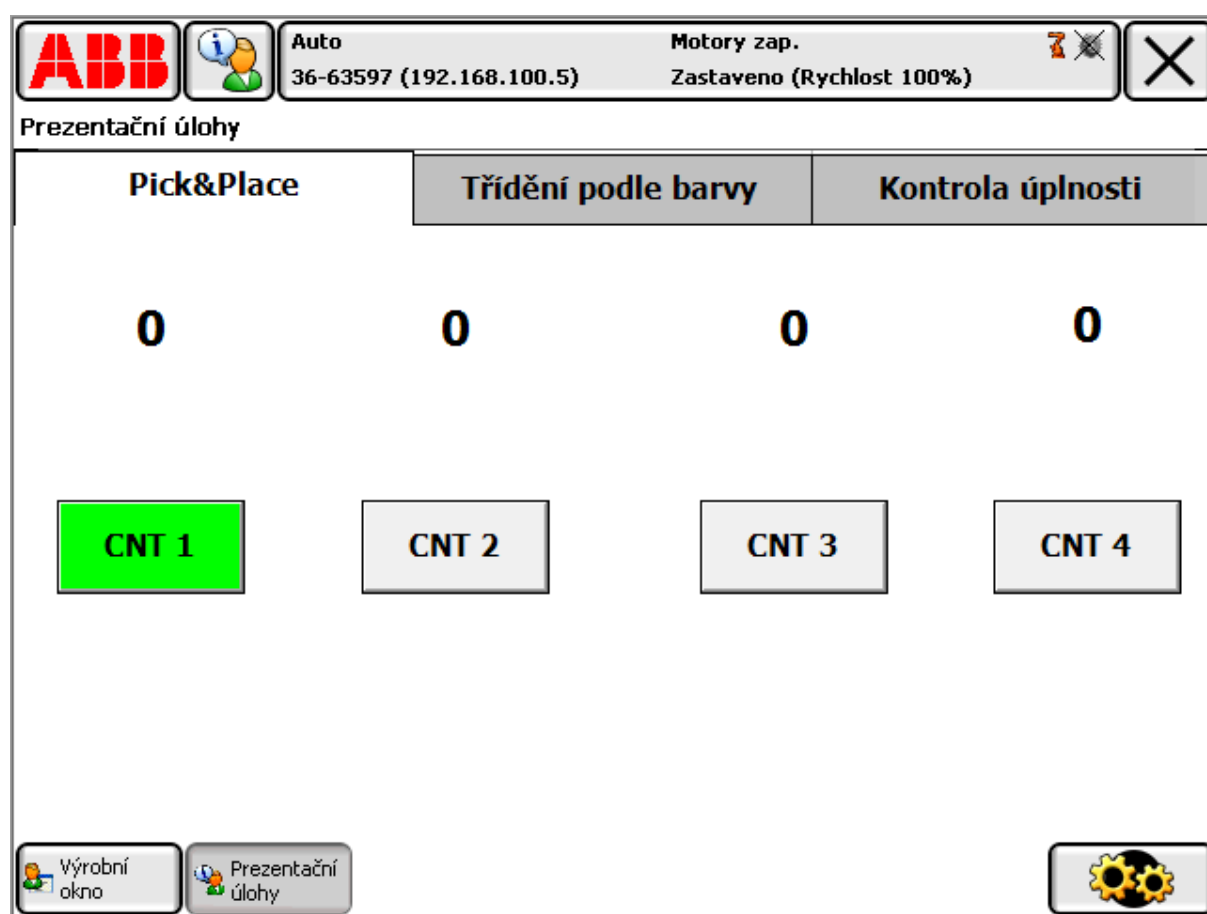 ABB
Auto
Motory zap.
36-63597 (192.168.100.5)
Zastaveno (Rychlost 100%)
Prezentační úlohy
Pick&Place
Třídění podle barvy
Kontrola úplnosti
0
0
0
0
CNT 1
CNT 2
CNT 3
CNT 4
Výrobní
okno
Prezentační
úlohy